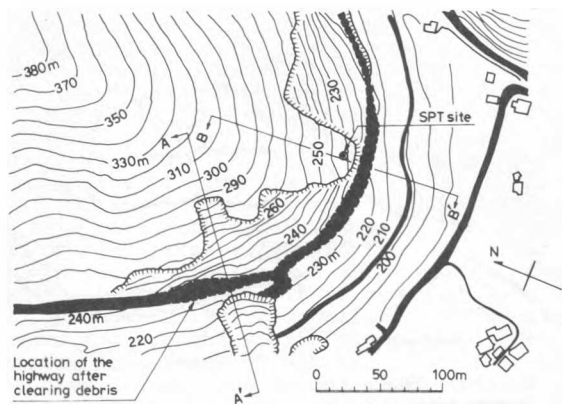 380m
370
350
330m
310
300
290
A
B
230
SPT site
250
260
240
230m
220
210
200
B'
N
240m
220
Location of the
highway after
clearing debris
A'
0 50 100m